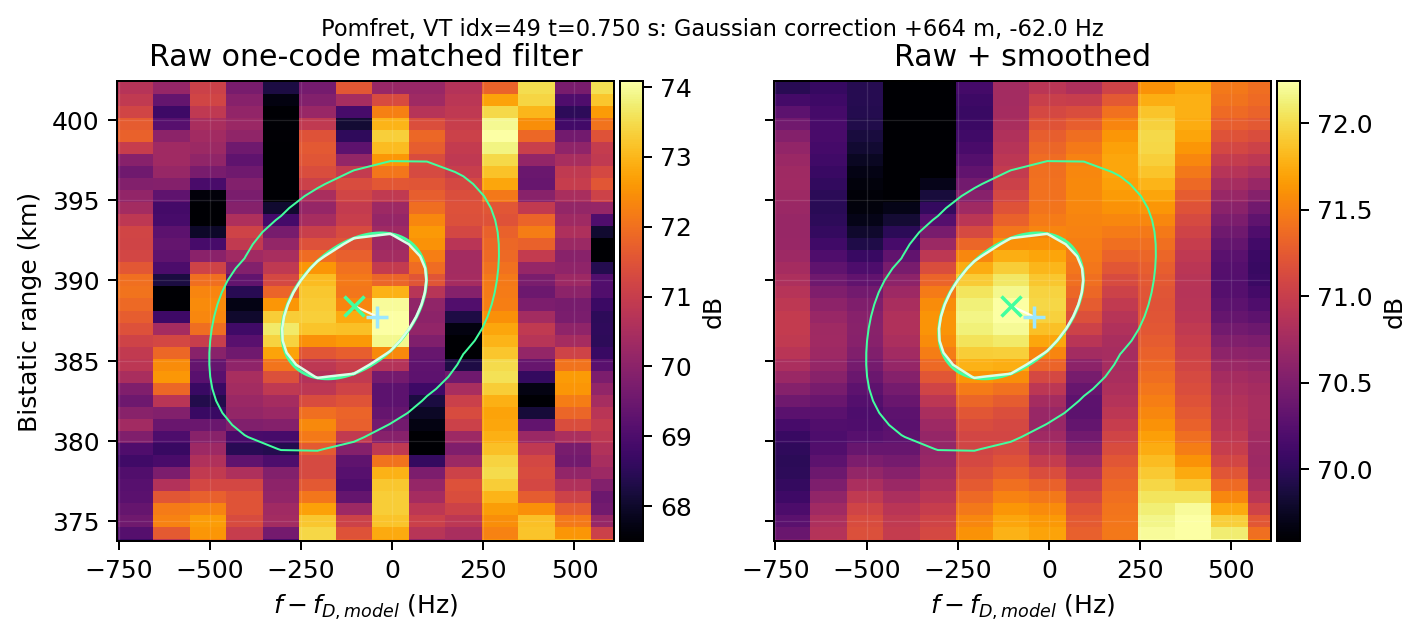 Pomfret, VT idx=49 t=0.750 s: Gaussian correction +664 m, -62.0 Hz
Raw one-code matched filter
Raw + smoothed
Bistatic range (km)
400
395
390
385
380
375
−750 −500 −250 0 250 500
f − f_{D, model} (Hz)
74
73
72
71
70
69
68
dB
−750 −500 −250 0 250 500
f − f_{D, model} (Hz)
72.0
71.5
71.0
70.5
70.0
dB